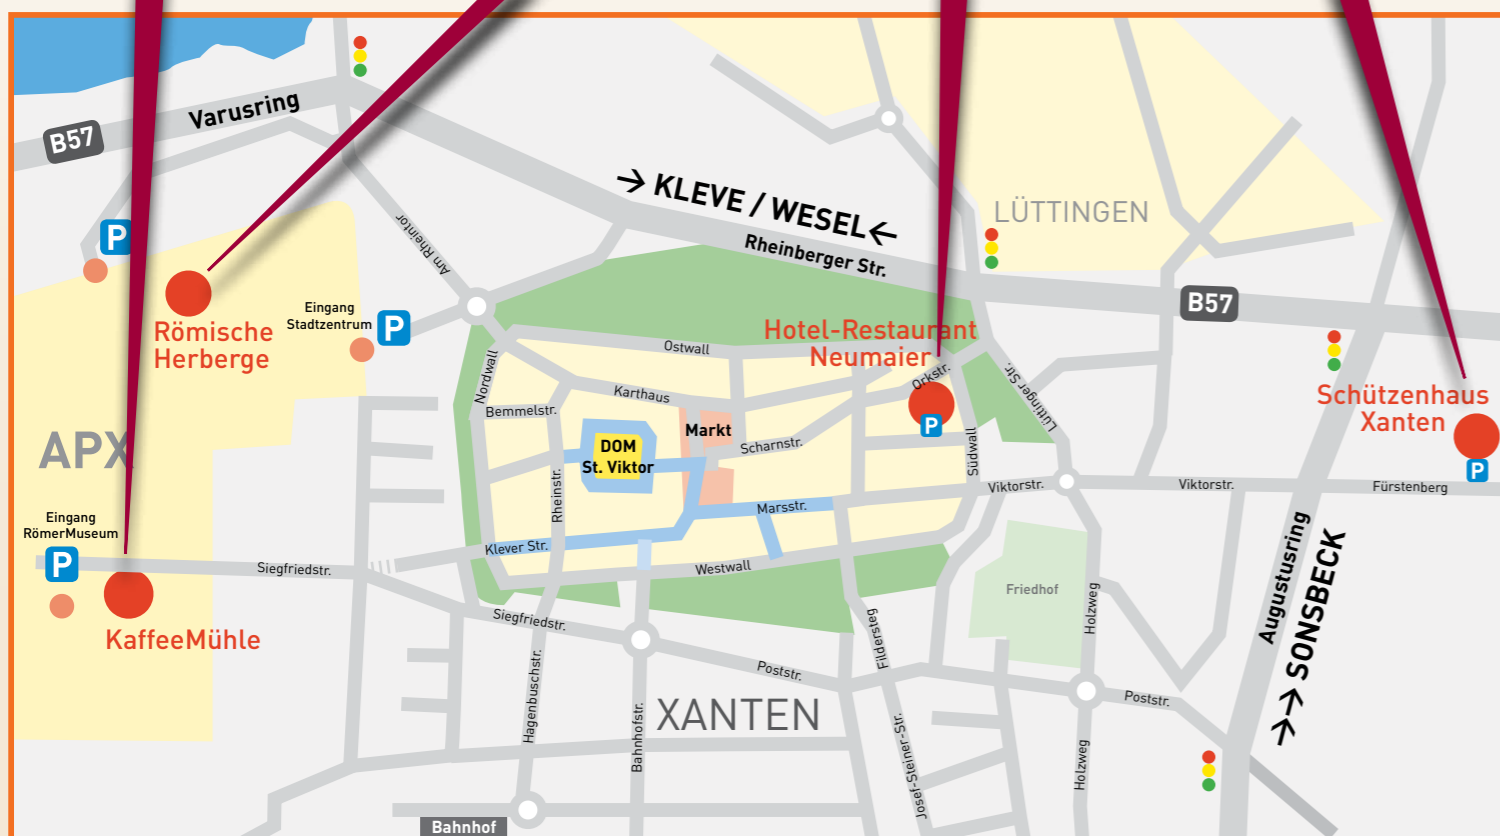 B57
Varusring
KLEVE / WESEL
Rheinberger Str.
LÜTTINGEN
Am Rheintor
P
Römische
Herberge
Eingang
Stadtzentrum
P
Hotel-Restaurant
Neumaier
B57
Ostwall
Nordwall
Karthaus
Bemmelstr.
Orkstr.
P
Lüttinger Str.
Schützenhaus
Xanten
P
APX
Markt
DOM
St. Viktor
Scharnstr.
Südwall
Rheinstr.
Viktorstr.
Viktorstr.
Fürstenberg
Marsstr.
Eingang
RömerMuseum
P
Klever Str.
Siegfriedstr.
Westwall
Friedhof
Augustusring
SONSBECK
KaffeeMühle
Siegfriedstr.
Holzweg
Fildersteg
Hagenbuschstr.
Poststr.
Poststr.
XANTEN
Bahnhofstr.
Josef-Steiner-Str.
Holzweg
Bahnhof